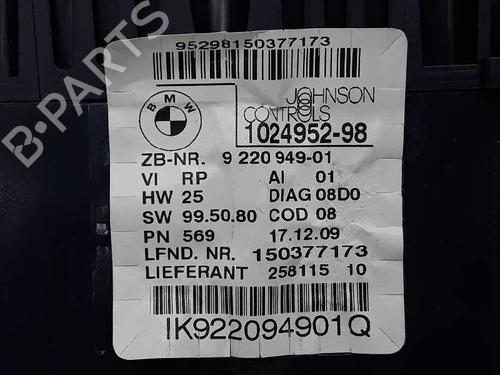 95298150377173
BMW
JOHNSON
CONTROLS
1024952-98
ZB-NR. 9 220 949-01
VI RP AI 01
HW 25 DIAG 08D0
SW 99.50.80 COD 08
PN 569 17.12.09
LFND. NR. 150377173
LIEFERANT 258115 10
IK922094901Q
B-PARTS